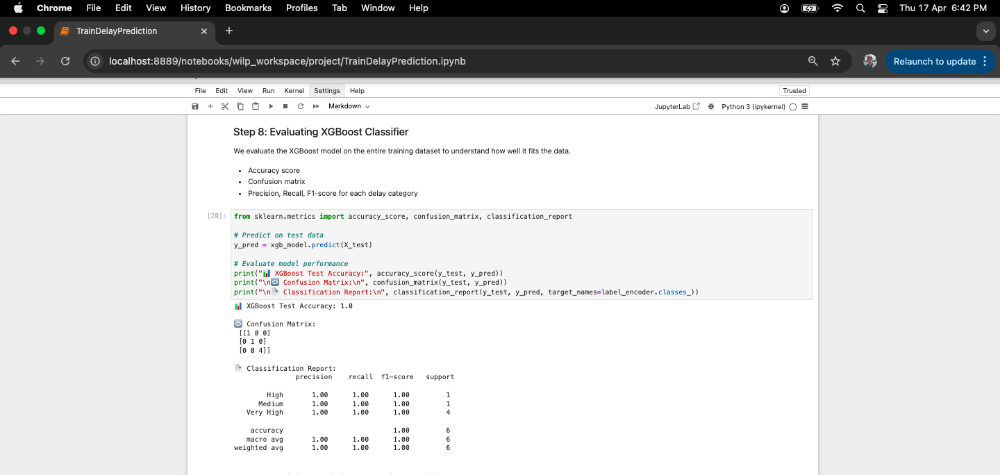 Chrome File Edit View History Bookmarks Profiles Tab Window Help Thu 17 Apr 6:42 PM
TrainDelayPrediction
localhost:8889/notebooks/wilp_workspace/project/TrainDelayPrediction.ipynb Relaunch to update
File Edit View Run Kernel Settings Help Trusted
Markdown JupyterLab Python 3 (ipykernel)
Step 8: Evaluating XGBoost Classifier
We evaluate the XGBoost model on the entire training dataset to understand how well it fits the data.
• Accuracy score
• Confusion matrix
• Precision, Recall, F1-score for each delay category
[20]: from sklearn.metrics import accuracy_score, confusion_matrix, classification_report
# Predict on test data
y_pred = xgb_model.predict(X_test)
# Evaluate model performance
print("📊 XGBoost Test Accuracy:", accuracy_score(y_test, y_pred))
print("\n🔁 Confusion Matrix:\n", confusion_matrix(y_test, y_pred))
print("\n📄 Classification Report:\n", classification_report(y_test, y_pred, target_names=label_encoder.classes_))
📊 XGBoost Test Accuracy: 1.0
🔁 Confusion Matrix:
[[1 0 0]
[0 1 0]
[0 0 4]]
📄 Classification Report:
precision recall f1-score support
High 1.00 1.00 1.00 1
Medium 1.00 1.00 1.00 1
Very High 1.00 1.00 1.00 4
accuracy 1.00 6
macro avg 1.00 1.00 1.00 6
weighted avg 1.00 1.00 1.00 6